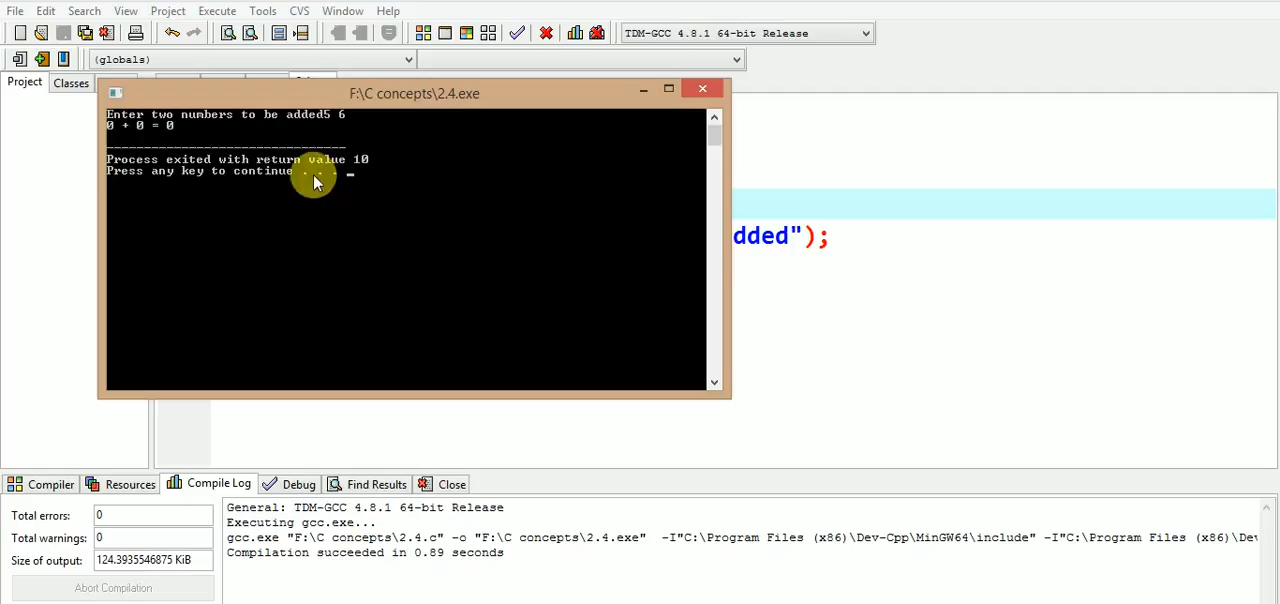 File Edit Search View Project Execute Tools CVS Window Help
TDM-GCC 4.8.1 64-bit Release
(globals)
Project Classes
F:\C concepts\2.4.exe
Enter two numbers to be added5 6
0 + 0 = 0
--------------------------------
Process exited with return value 10
Press any key to continue . . . _
dded");
Compiler Resources Compile Log Debug Find Results Close
Total errors: 0
Total warnings: 0
Size of output: 124.3935546875 KiB
Abort Compilation
General: TDM-GCC 4.8.1 64-bit Release
Executing gcc.exe...
gcc.exe "F:\C concepts\2.4.c" -o "F:\C concepts\2.4.exe"  -I"C:\Program Files (x86)\Dev-Cpp\MinGW64\include" -I"C:\Program Files (x86)\Dev
Compilation succeeded in 0.89 seconds